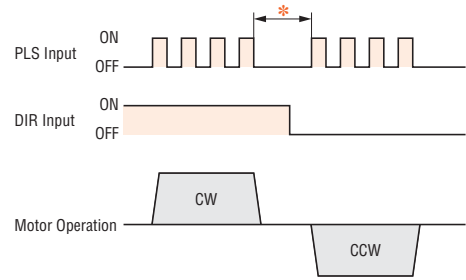 *
ON
PLS Input
OFF
ON
DIR Input
OFF
CW
Motor Operation
CCW